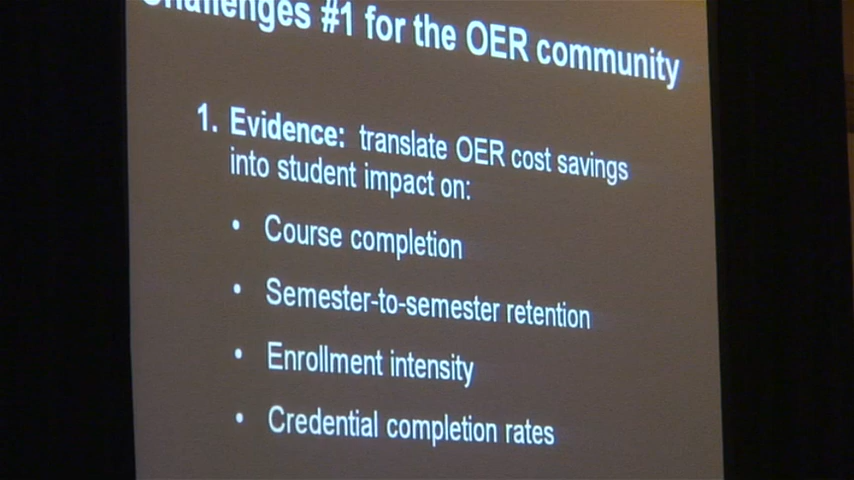 Challenges #1 for the OER community
1. Evidence: translate OER cost savings
into student impact on:
• Course completion
• Semester-to-semester retention
• Enrollment intensity
• Credential completion rates